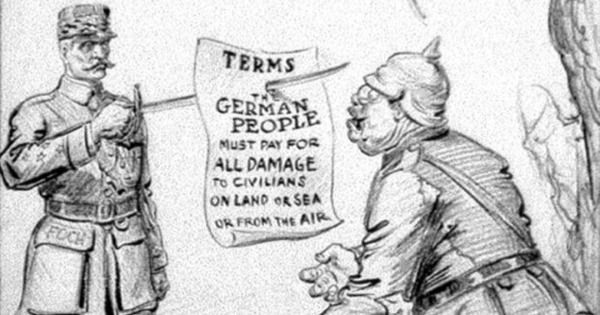 TERMS
THE
GERMAN
PEOPLE
MUST PAY FOR
ALL DAMAGE
TO CIVILIANS
ON LAND OR SEA
OR FROM THE AIR
FOCH